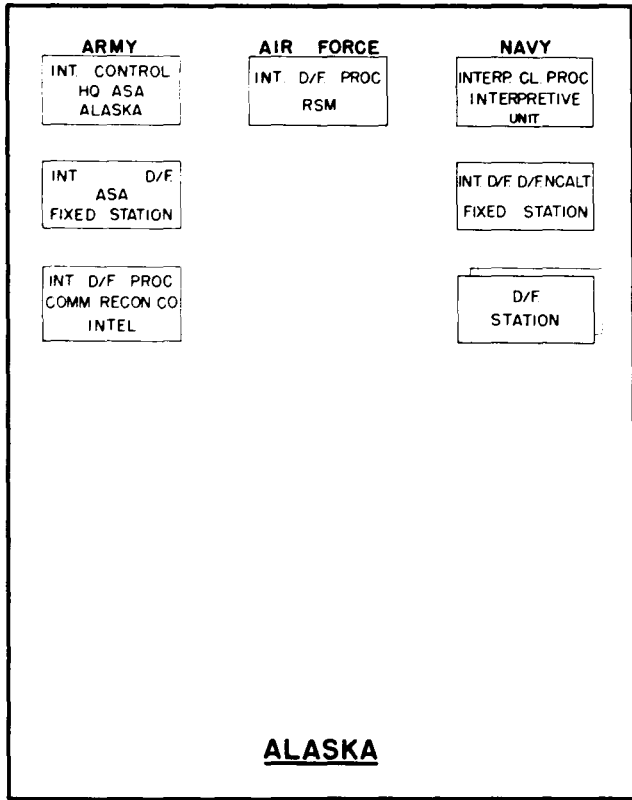 ARMY
INT. CONTROL
HQ ASA
ALASKA
INT D/F.
ASA
FIXED STATION
INT D/F PROC
COMM RECON CO
INTEL
AIR FORCE
INT. D/F. PROC
RSM
NAVY
INTERP. CL. PROC
INTERPRETIVE
UNIT
INT. D/F. D/F.NCALT
FIXED STATION
D/F.
STATION
ALASKA